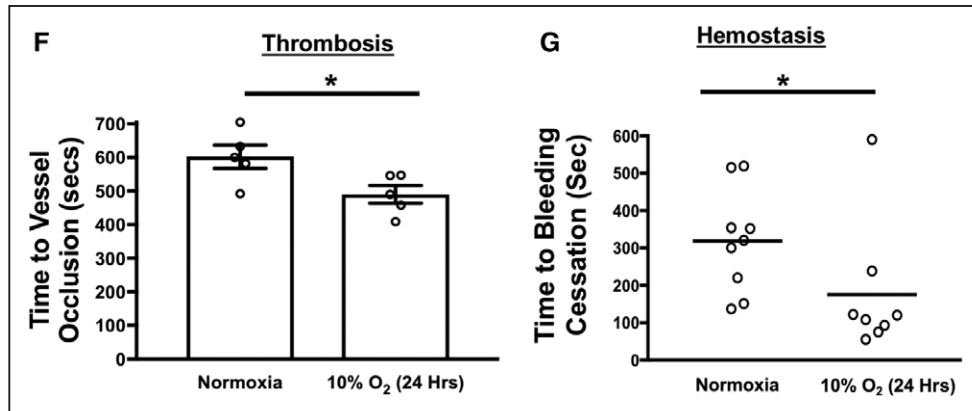 F
Thrombosis
*
Time to Vessel
Occlusion (secs)
700
600
500
400
300
200
100
0
Normoxia
10% O₂ (24 Hrs)
G
Hemostasis
*
Time to Bleeding
Cessation (Sec)
600
500
400
300
200
100
0
Normoxia
10% O₂ (24 Hrs)